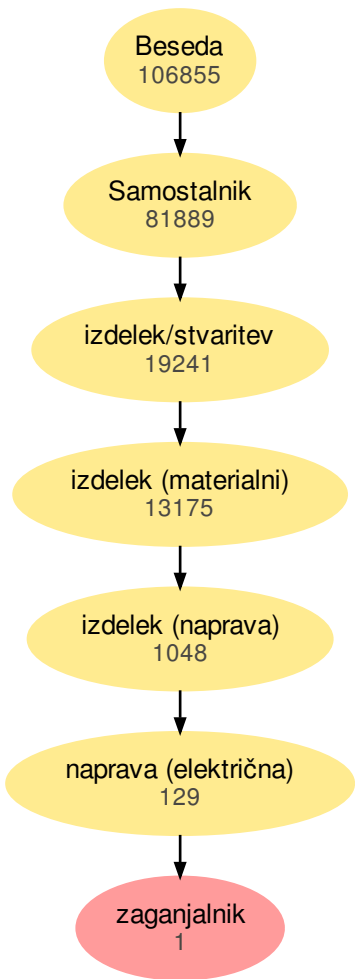 Beseda
106855
Samostalnik
81889
izdelek/stvaritev
19241
izdelek (materialni)
13175
izdelek (naprava)
1048
naprava (električna)
129
zaganjalnik
1